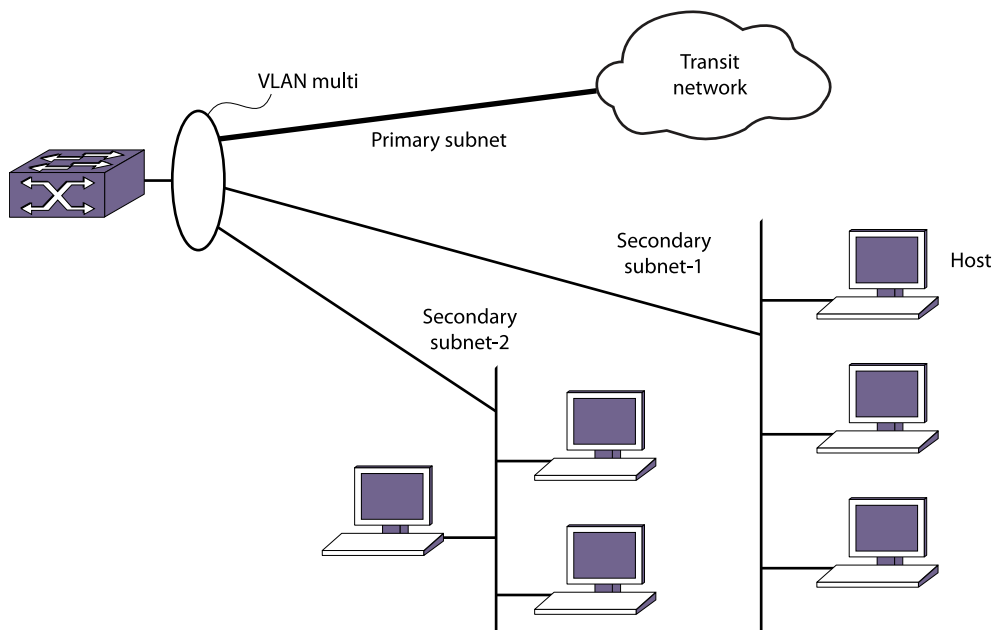 VLAN multi
Transit
network
Primary subnet
Secondary
subnet-1
Host
Secondary
subnet-2